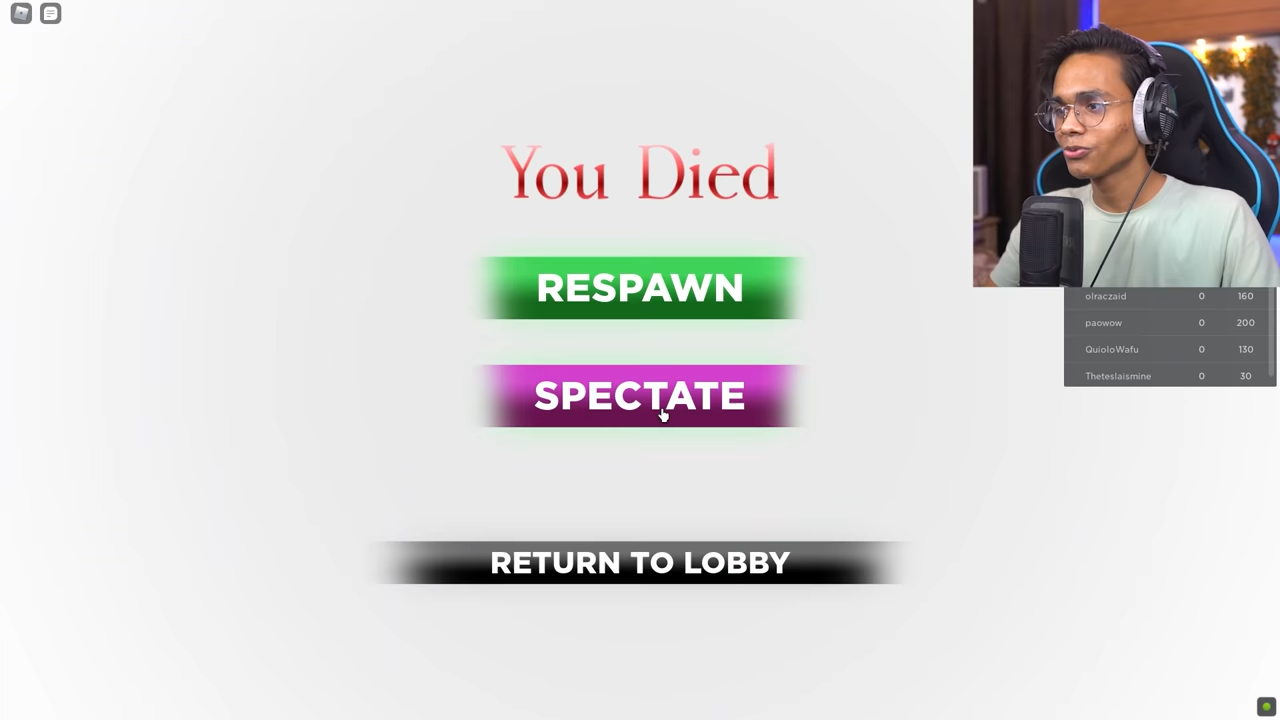 You Died
RESPAWN
SPECTATE
RETURN TO LOBBY
olraczaid 0 160
paowow 0 200
QuioloWafu 0 130
Theteslaismine 0 30